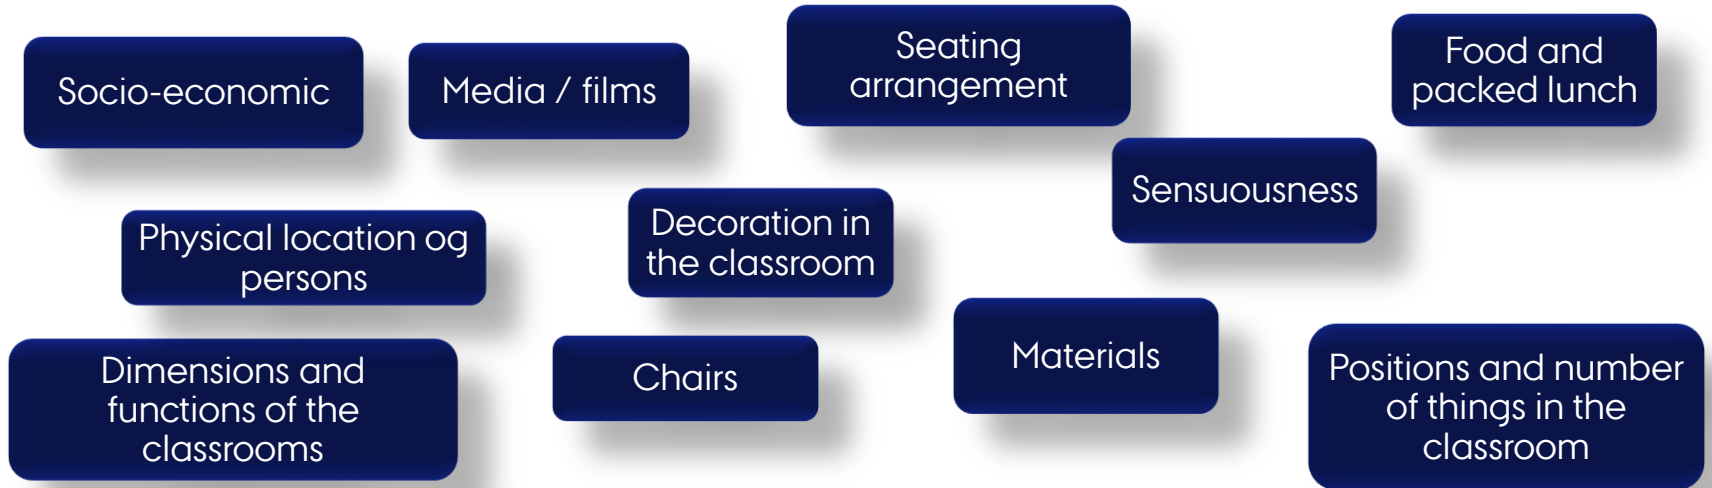 Socio-economic
Media / films
Seating
arrangement
Food and
packed lunch
Sensuousness
Physical location og
persons
Decoration in
the classroom
Dimensions and
functions of the
classrooms
Chairs
Materials
Positions and number
of things in the
classroom